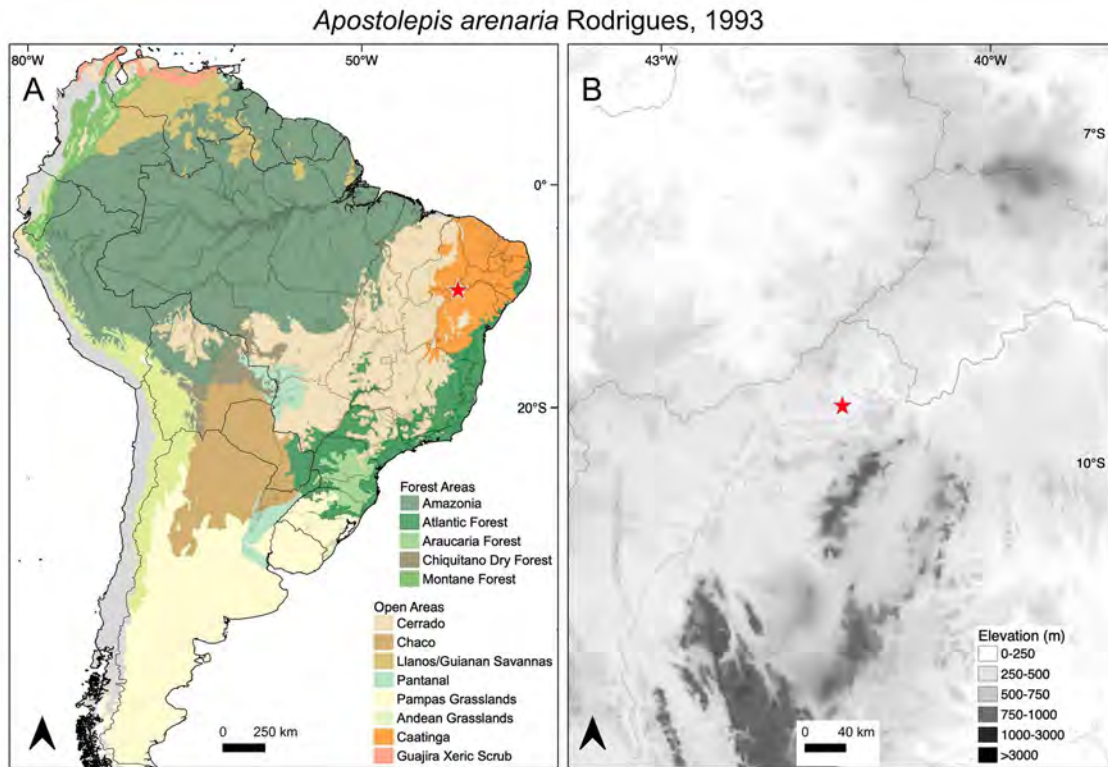 Apostolepis arenaria Rodrigues, 1993
A
80°W
50°W
0°
20°S
Forest Areas
Amazonia
Atlantic Forest
Araucaria Forest
Chiquitano Dry Forest
Montane Forest
Open Areas
Cerrado
Chaco
Llanos/Guianan Savannas
Pantanal
Pampas Grasslands
Andean Grasslands
Caatinga
Guajira Xeric Scrub
0 250 km
B
43°W
40°W
7°S
10°S
Elevation (m)
0-250
250-500
500-750
750-1000
1000-3000
>3000
0 40 km